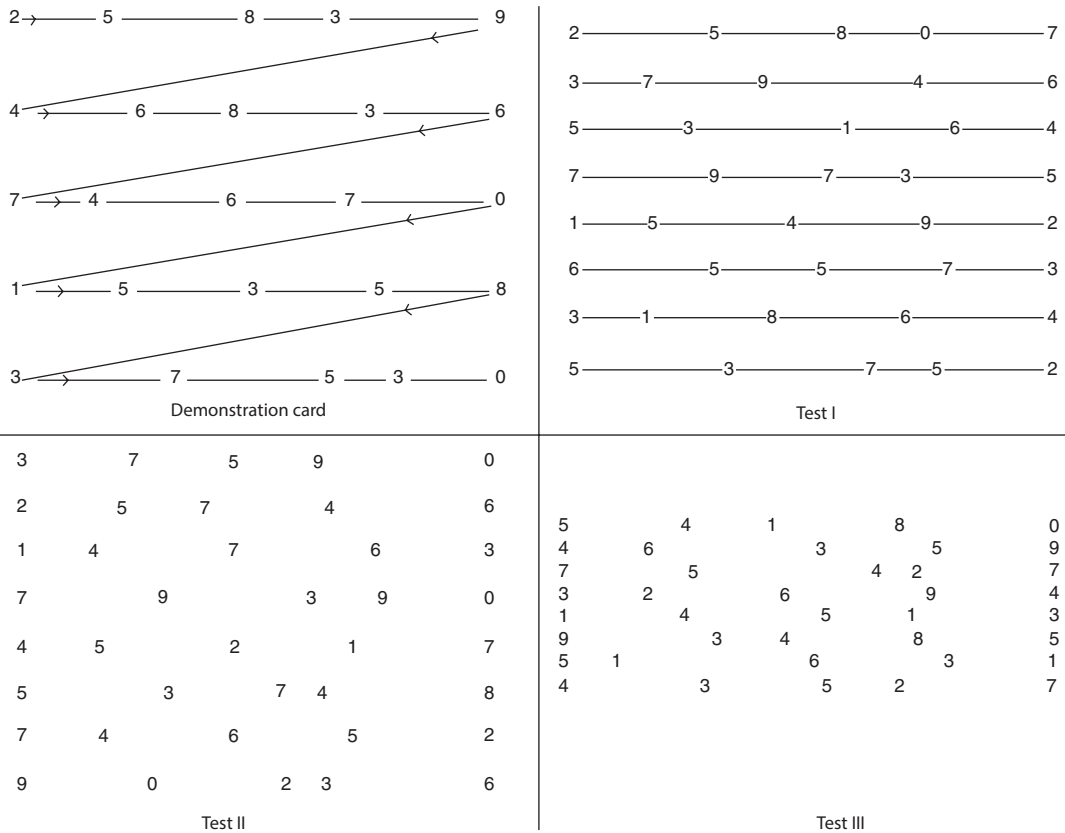 2 5 8 3 9
4 6 8 3 6
7 4 6 7 0
1 5 3 5 8
3 7 5 3 0
Demonstration card
2 5 8 0 7
3 7 9 4 6
5 3 1 6 4
7 9 7 3 5
1 5 4 9 2
6 5 5 7 3
3 1 8 6 4
5 3 7 5 2
Test I
3 7 5 9 0
2 5 7 4 6
1 4 7 6 3
7 9 3 9 0
4 5 2 1 7
5 3 7 4 8
7 4 6 5 2
9 0 2 3 6
Test II
5 4 1 8 0
4 6 3 5 9
7 5 4 2 7
3 2 6 9 4
1 4 5 1 3
9 3 4 8 5
5 1 6 3 1
4 3 5 2 7
Test III